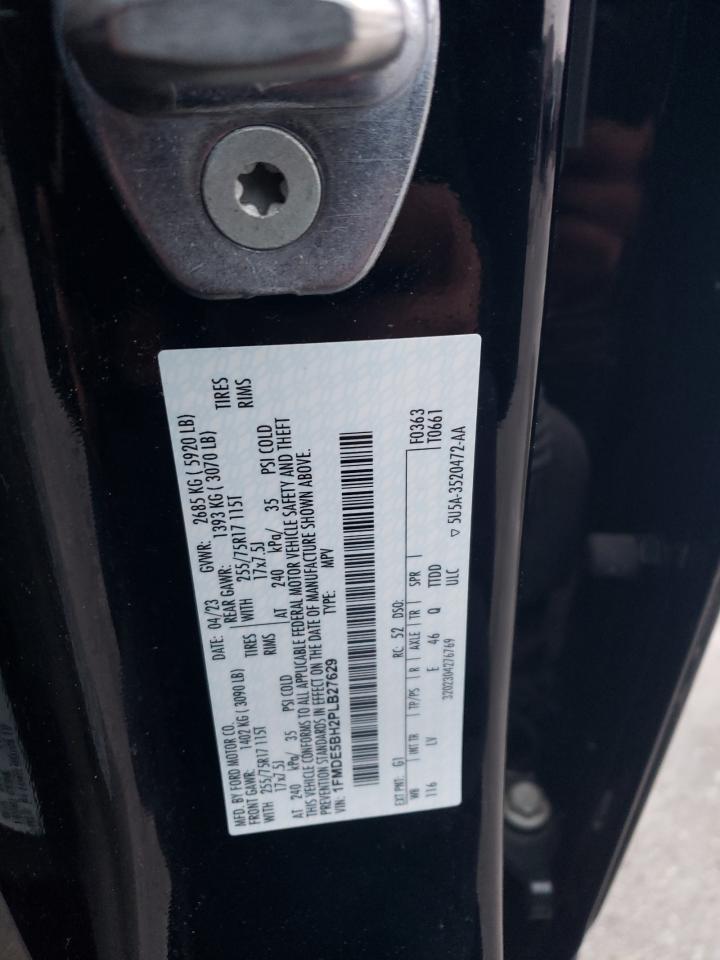 MFD. BY FORD MOTOR CO.
DATE: 04/23 GVWR: 2685 KG ( 5920 LB)
FRONT GAWR: 1402 KG ( 3090 LB) REAR GAWR: 1393 KG ( 3070 LB)
WITH 255/75R17 115T WITH 255/75R17 115T TIRES
17x7.5J RIMS 17x7.5J RIMS
AT 240 kPa/ 35 PSI COLD AT 240 kPa/ 35 PSI COLD
THIS VEHICLE CONFORMS TO ALL APPLICABLE FEDERAL MOTOR VEHICLE SAFETY AND THEFT
PREVENTION STANDARDS IN EFFECT ON THE DATE OF MANUFACTURE SHOWN ABOVE.
VIN: 1FMDE5BH2PLB27629 TYPE: MPV
EXT PNT: G1 RC: 52 DSO: F0363
WB INT TR TP/PS R AXLE TR SPR T0661
116 LV E 46 Q TTDD
3202304276769 ULC ▽ 5U5A-3520472-AA